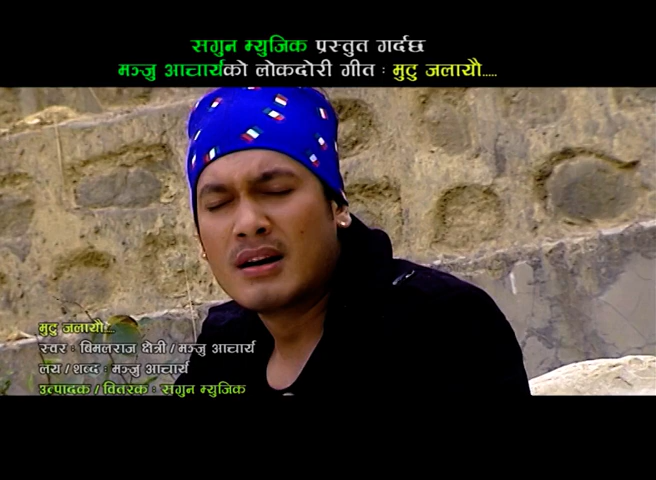 सगुन म्युजिक प्रस्तुत गर्दछ
मञ्जु आचार्यको लोकदोरी गीत : मुटु जलायौ.....
मुटु जलायौ....
स्वर : बिमलराज क्षेत्री / मञ्जु आचार्य
लय / शब्द : मञ्जु आचार्य
उत्पादक / वितरक : सगुन म्युजिक